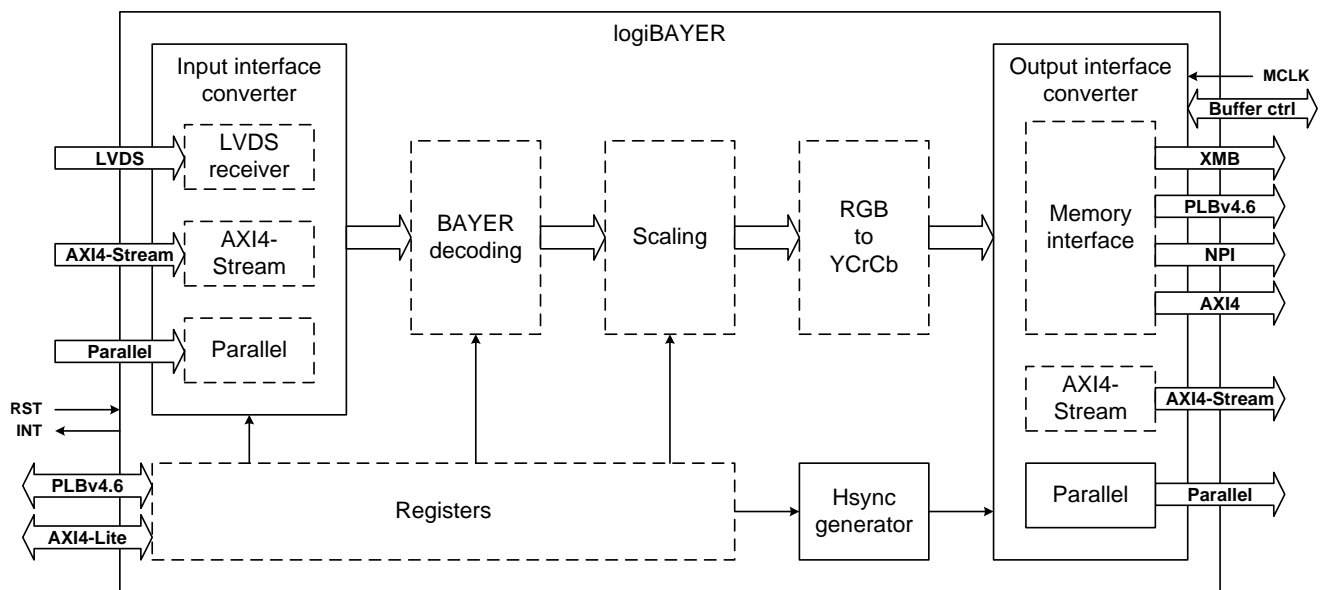 logiBAYER
Input interface
converter
LVDS
LVDS
receiver
AXI4-Stream
AXI4-
Stream
Parallel
Parallel
RST
INT
PLBv4.6
AXI4-Lite
BAYER
decoding
Scaling
RGB
to
YCrCb
Registers
Hsync
generator
Output interface
converter
MCLK
Buffer ctrl
Memory
interface
XMB
PLBv4.6
NPI
AXI4
AXI4-
Stream
AXI4-Stream
Parallel
Parallel